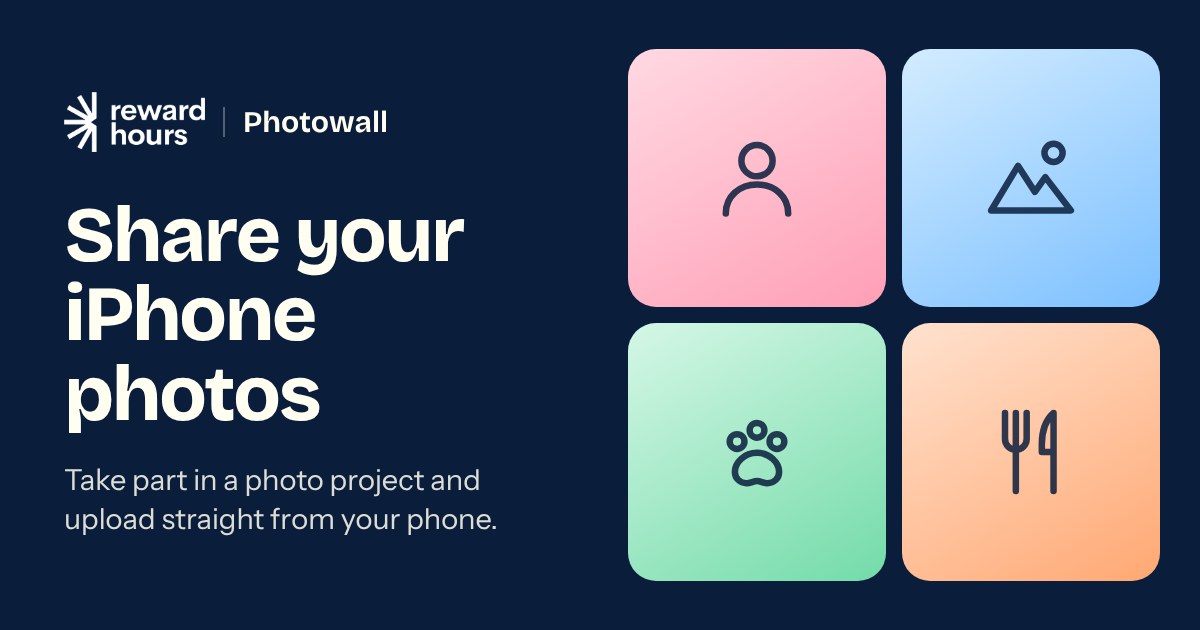 reward
hours
Photowall
Share your
iPhone
photos
Take part in a photo project and
upload straight from your phone.